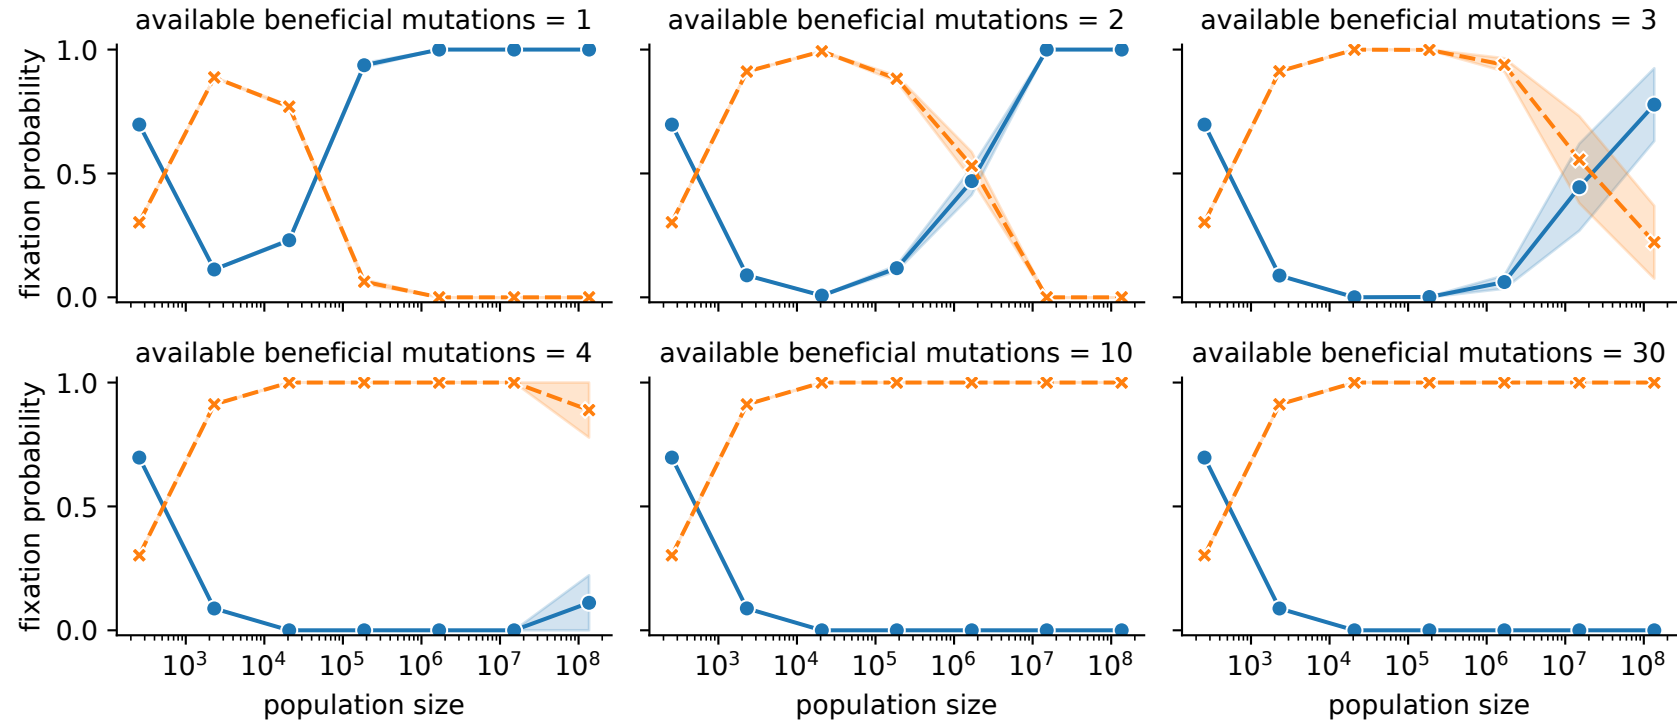 available beneficial mutations = 1
available beneficial mutations = 2
available beneficial mutations = 3
fixation probability
1.0
0.5
0.0
available beneficial mutations = 4
available beneficial mutations = 10
available beneficial mutations = 30
fixation probability
1.0
0.5
0.0
10³ 10⁴ 10⁵ 10⁶ 10⁷ 10⁸
10³ 10⁴ 10⁵ 10⁶ 10⁷ 10⁸
10³ 10⁴ 10⁵ 10⁶ 10⁷ 10⁸
population size
population size
population size